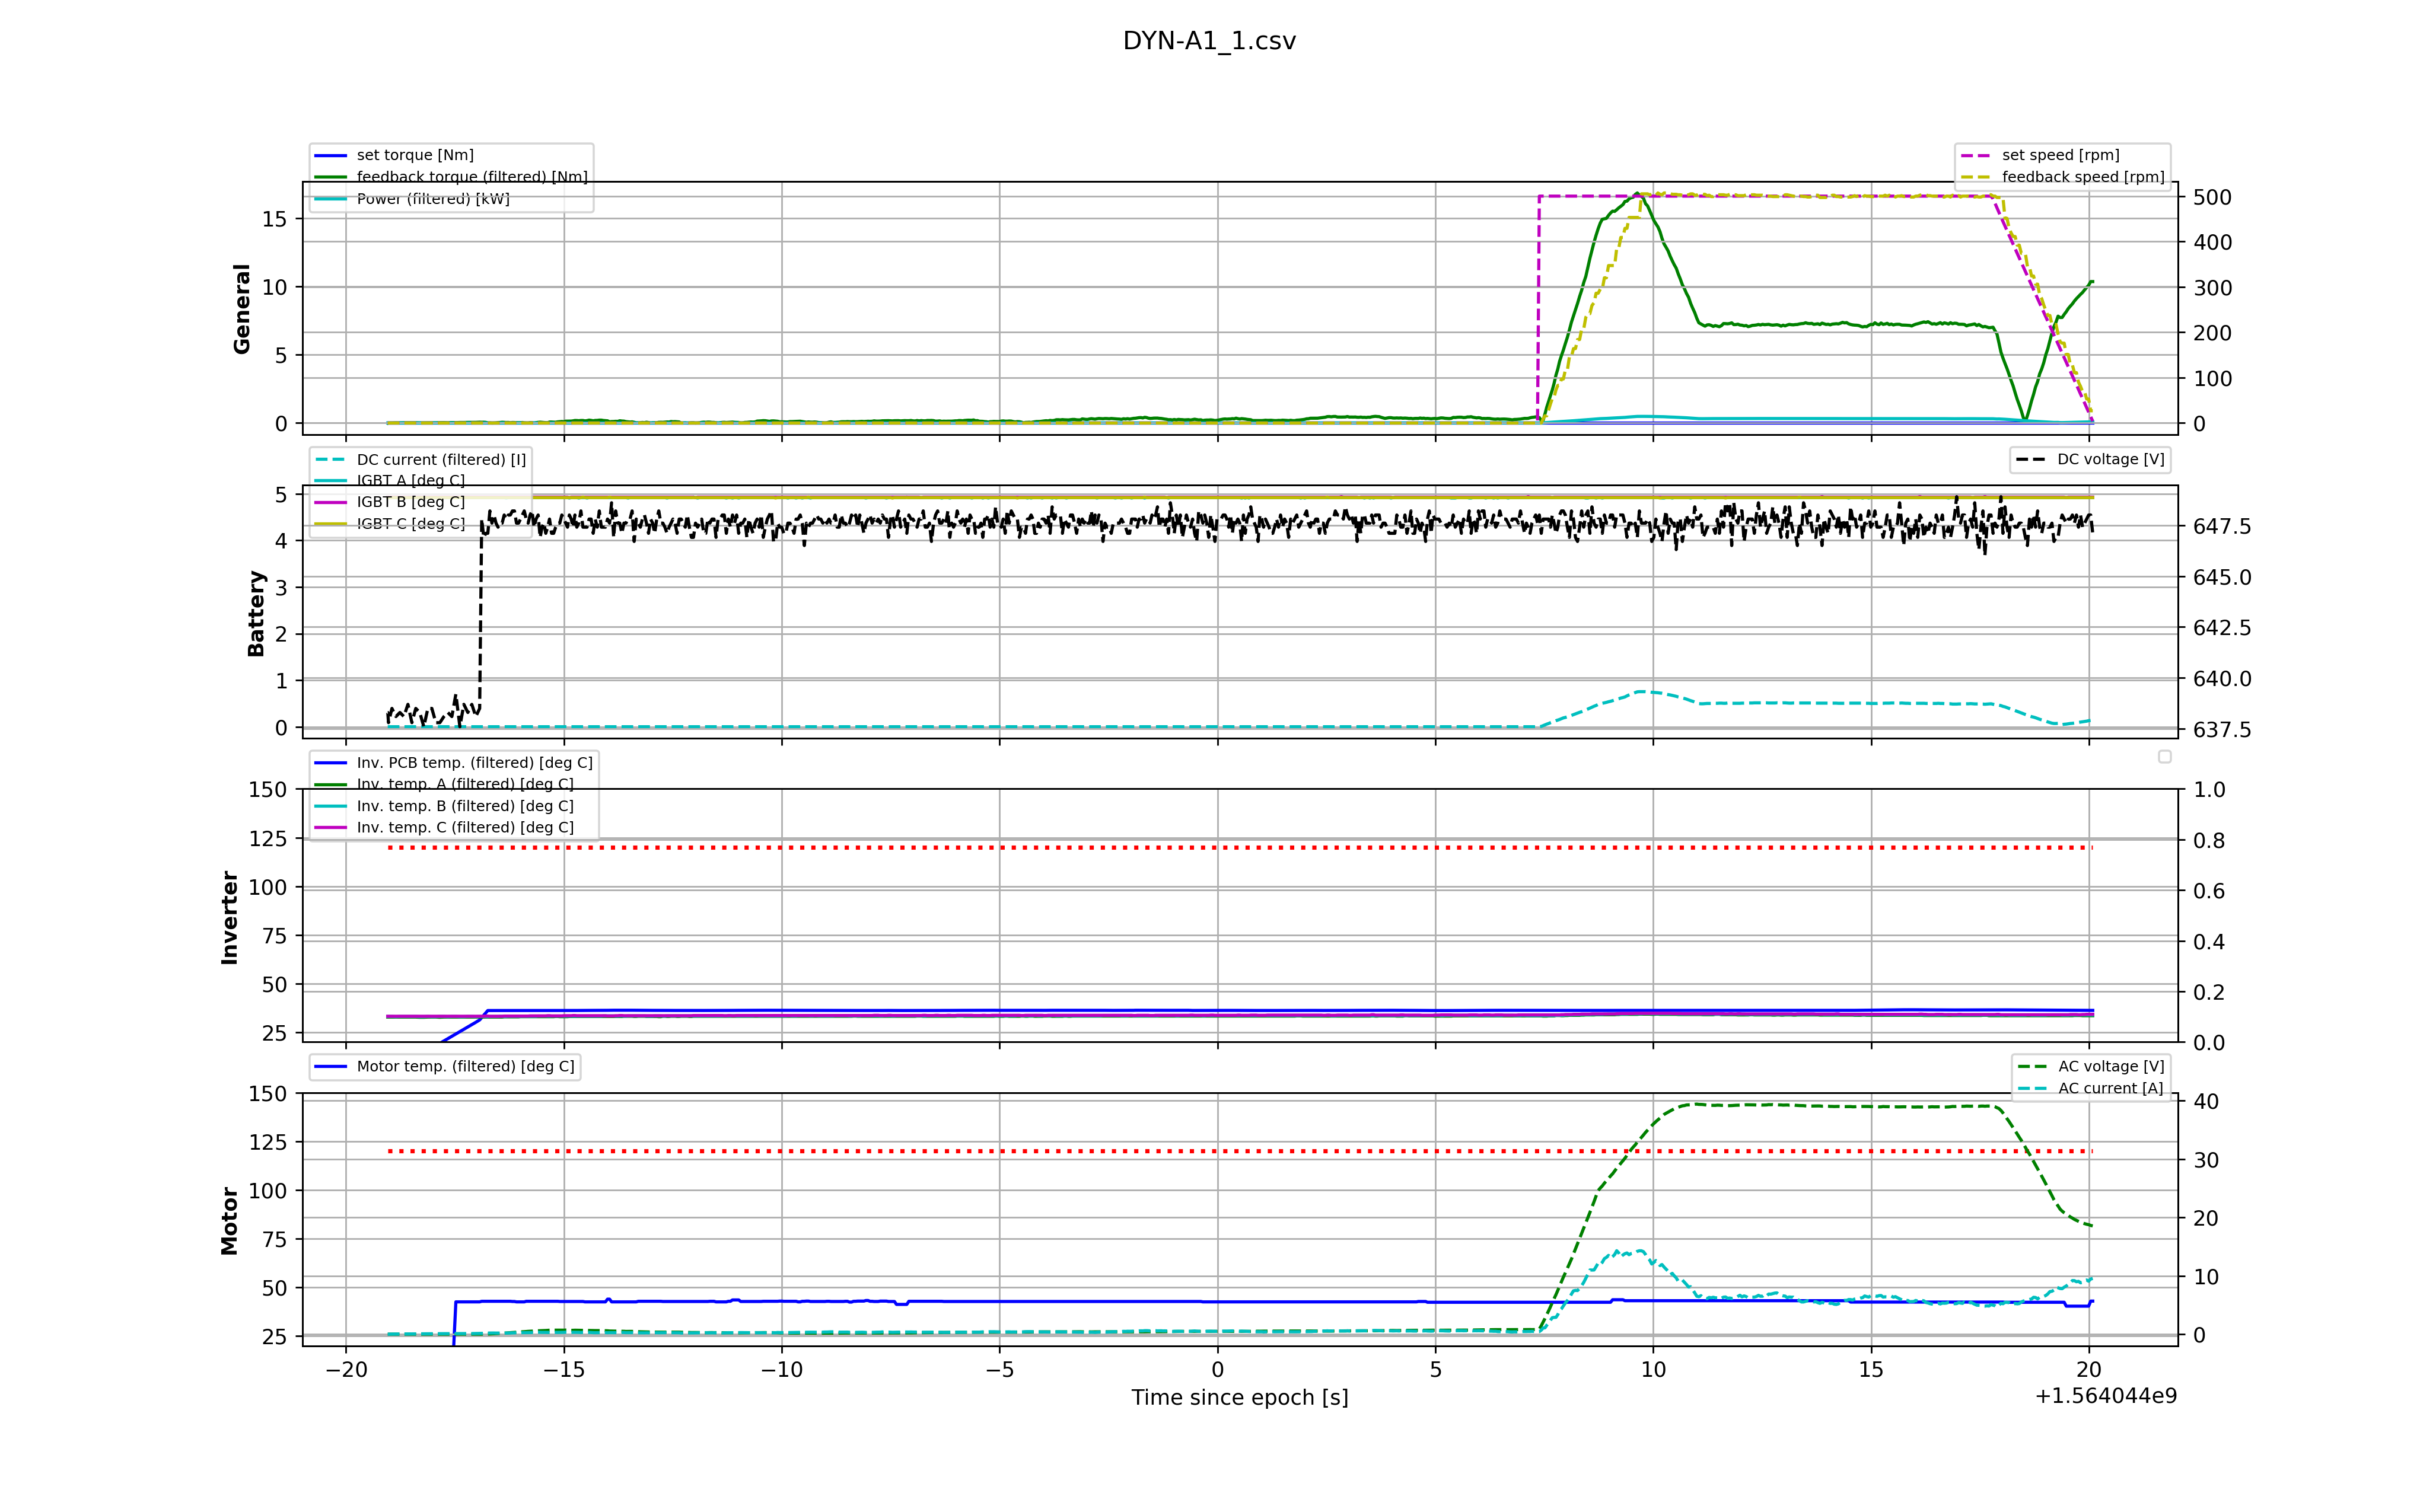 DYN-A1_1.csv
set torque [Nm]
feedback torque (filtered) [Nm]
Power (filtered) [kW]
set speed [rpm]
feedback speed [rpm]
General
15
10
5
0
500
400
300
200
100
0
DC current (filtered) [I]
IGBT A [deg C]
IGBT B [deg C]
IGBT C [deg C]
DC voltage [V]
Battery
5
4
3
2
1
0
647.5
645.0
642.5
640.0
637.5
Inv. PCB temp. (filtered) [deg C]
Inv. temp. A (filtered) [deg C]
Inv. temp. B (filtered) [deg C]
Inv. temp. C (filtered) [deg C]
Inverter
150
125
100
75
50
25
1.0
0.8
0.6
0.4
0.2
0.0
Motor temp. (filtered) [deg C]
AC voltage [V]
AC current [A]
Motor
150
125
100
75
50
25
40
30
20
10
0
−20 −15 −10 −5 0 5 10 15 20
Time since epoch [s]
+1.564044e9